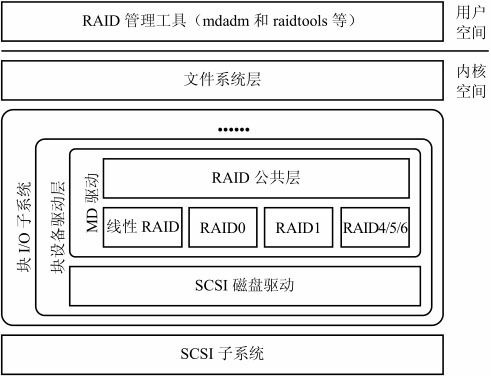 RAID 管理工具（mdadm 和 raidtools 等）
用户
空间
文件系统层
内核
空间
……
块 I/O 子系统
块设备驱动层
MD 驱动
RAID 公共层
线性 RAID
RAID0
RAID1
RAID4/5/6
SCSI 磁盘驱动
SCSI 子系统